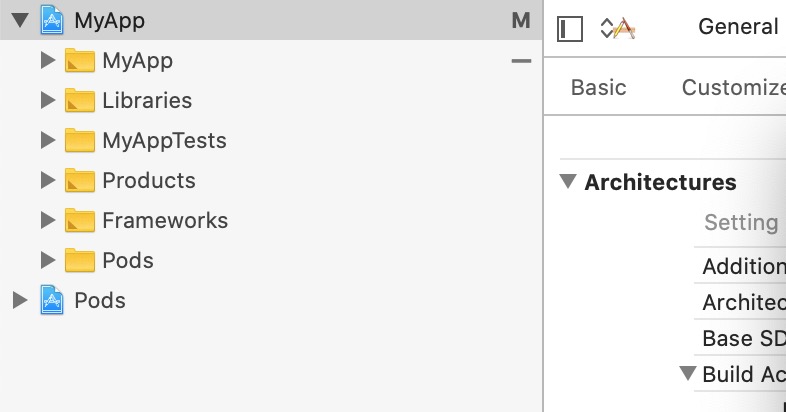 MyApp M
MyApp
Libraries
MyAppTests
Products
Frameworks
Pods
Pods
General
Basic Customize
Architectures
Setting
Addition
Architec
Base SD
Build Ac